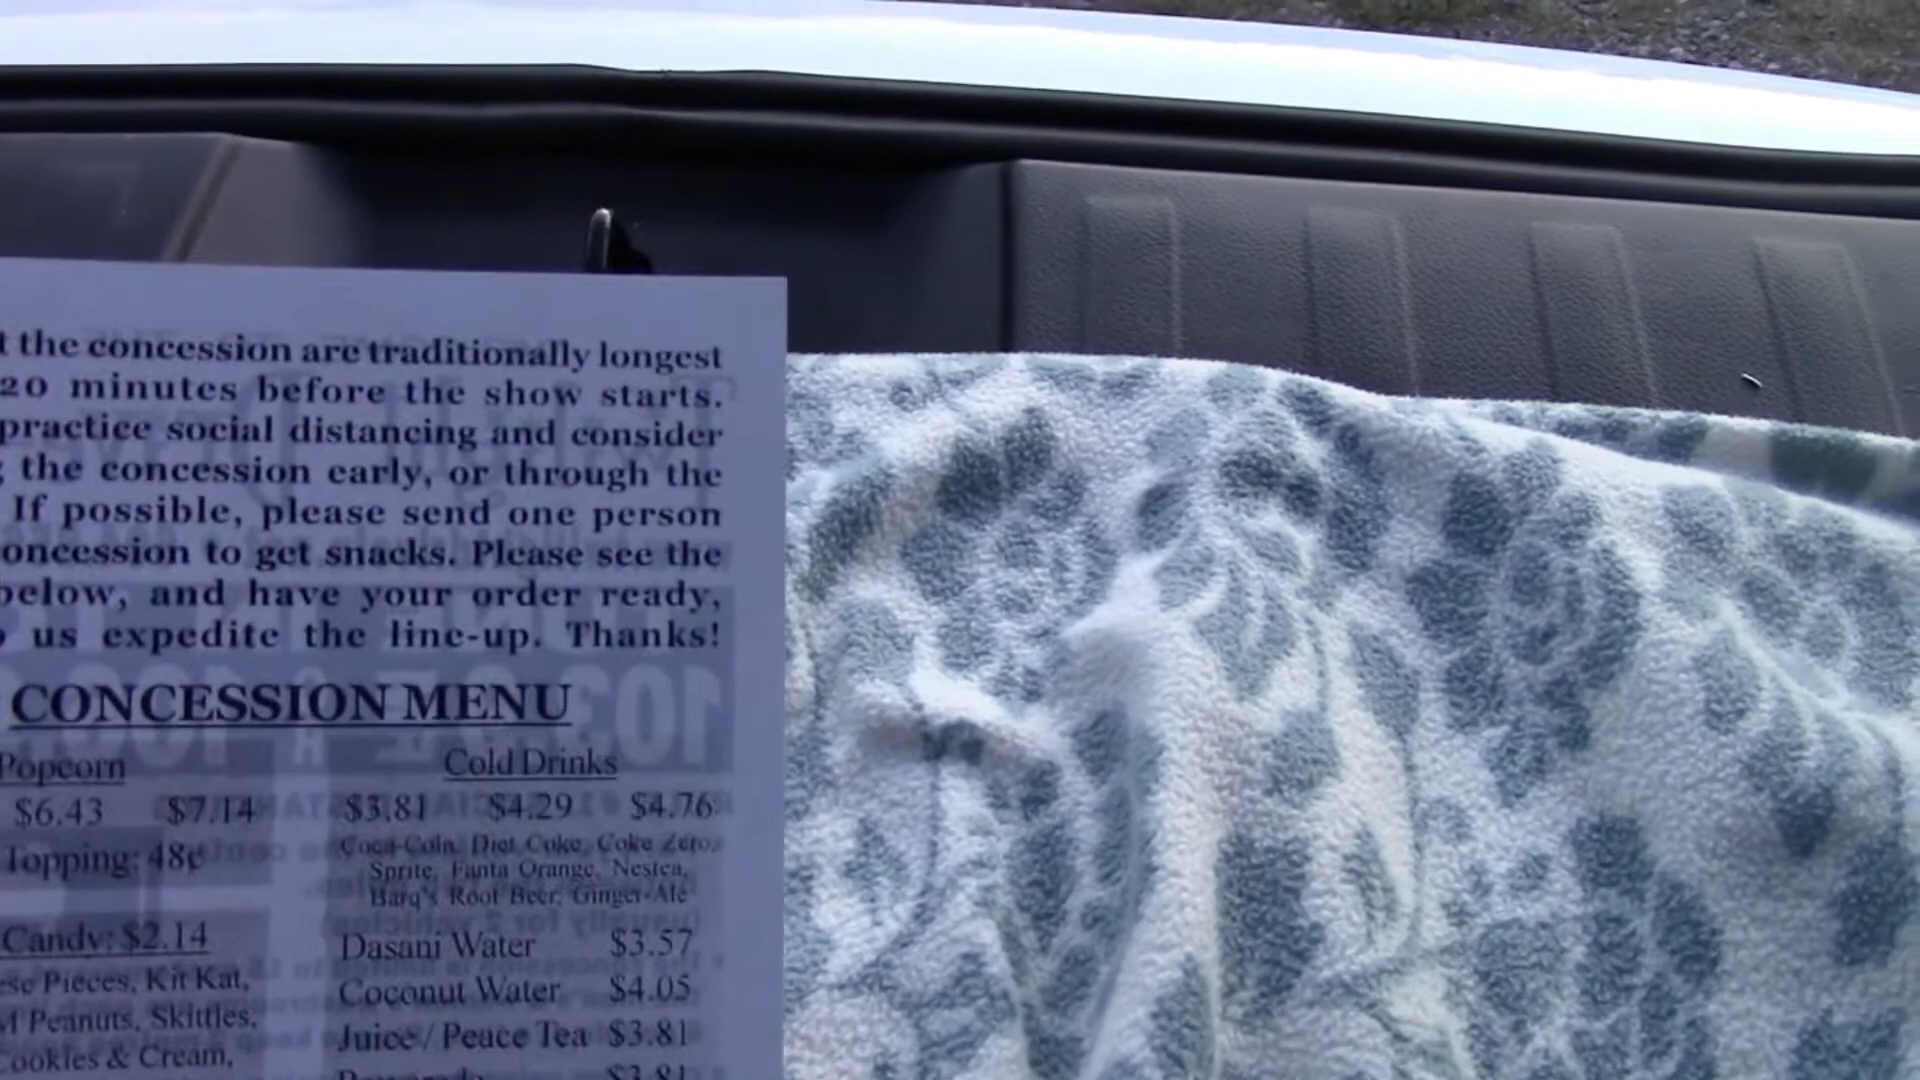 the concession are traditionally longest
20 minutes before the show starts.
practice social distancing and consider
the concession early, or through the
If possible, please send one person
oncession to get snacks. Please see the
below, and have your order ready,
us expedite the line-up. Thanks!
CONCESSION MENU
Popcorn
$6.43 $7.14
Topping: 48¢
Candy: $2.14
Pieces, Kit Kat,
Peanuts, Skittles,
Cookies & Cream,
Cold Drinks
$3.81 $4.29 $4.76
Coca-Cola, Diet Coke, Coke Zero,
Sprite, Fanta Orange, Nestea,
Barq's Root Beer, Ginger-Ale
Dasani Water $3.57
Coconut Water $4.05
Juice / Peace Tea $3.81
$3.81